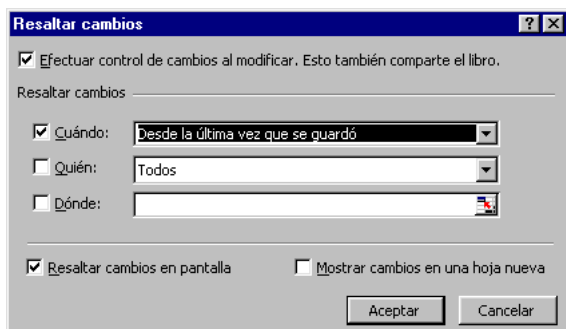 Resaltar cambios
Efectuar control de cambios al modificar. Esto también comparte el libro.
Resaltar cambios
Cuándo: Desde la última vez que se guardó
Quién: Todos
Dónde:
Resaltar cambios en pantalla Mostrar cambios en una hoja nueva
Aceptar Cancelar